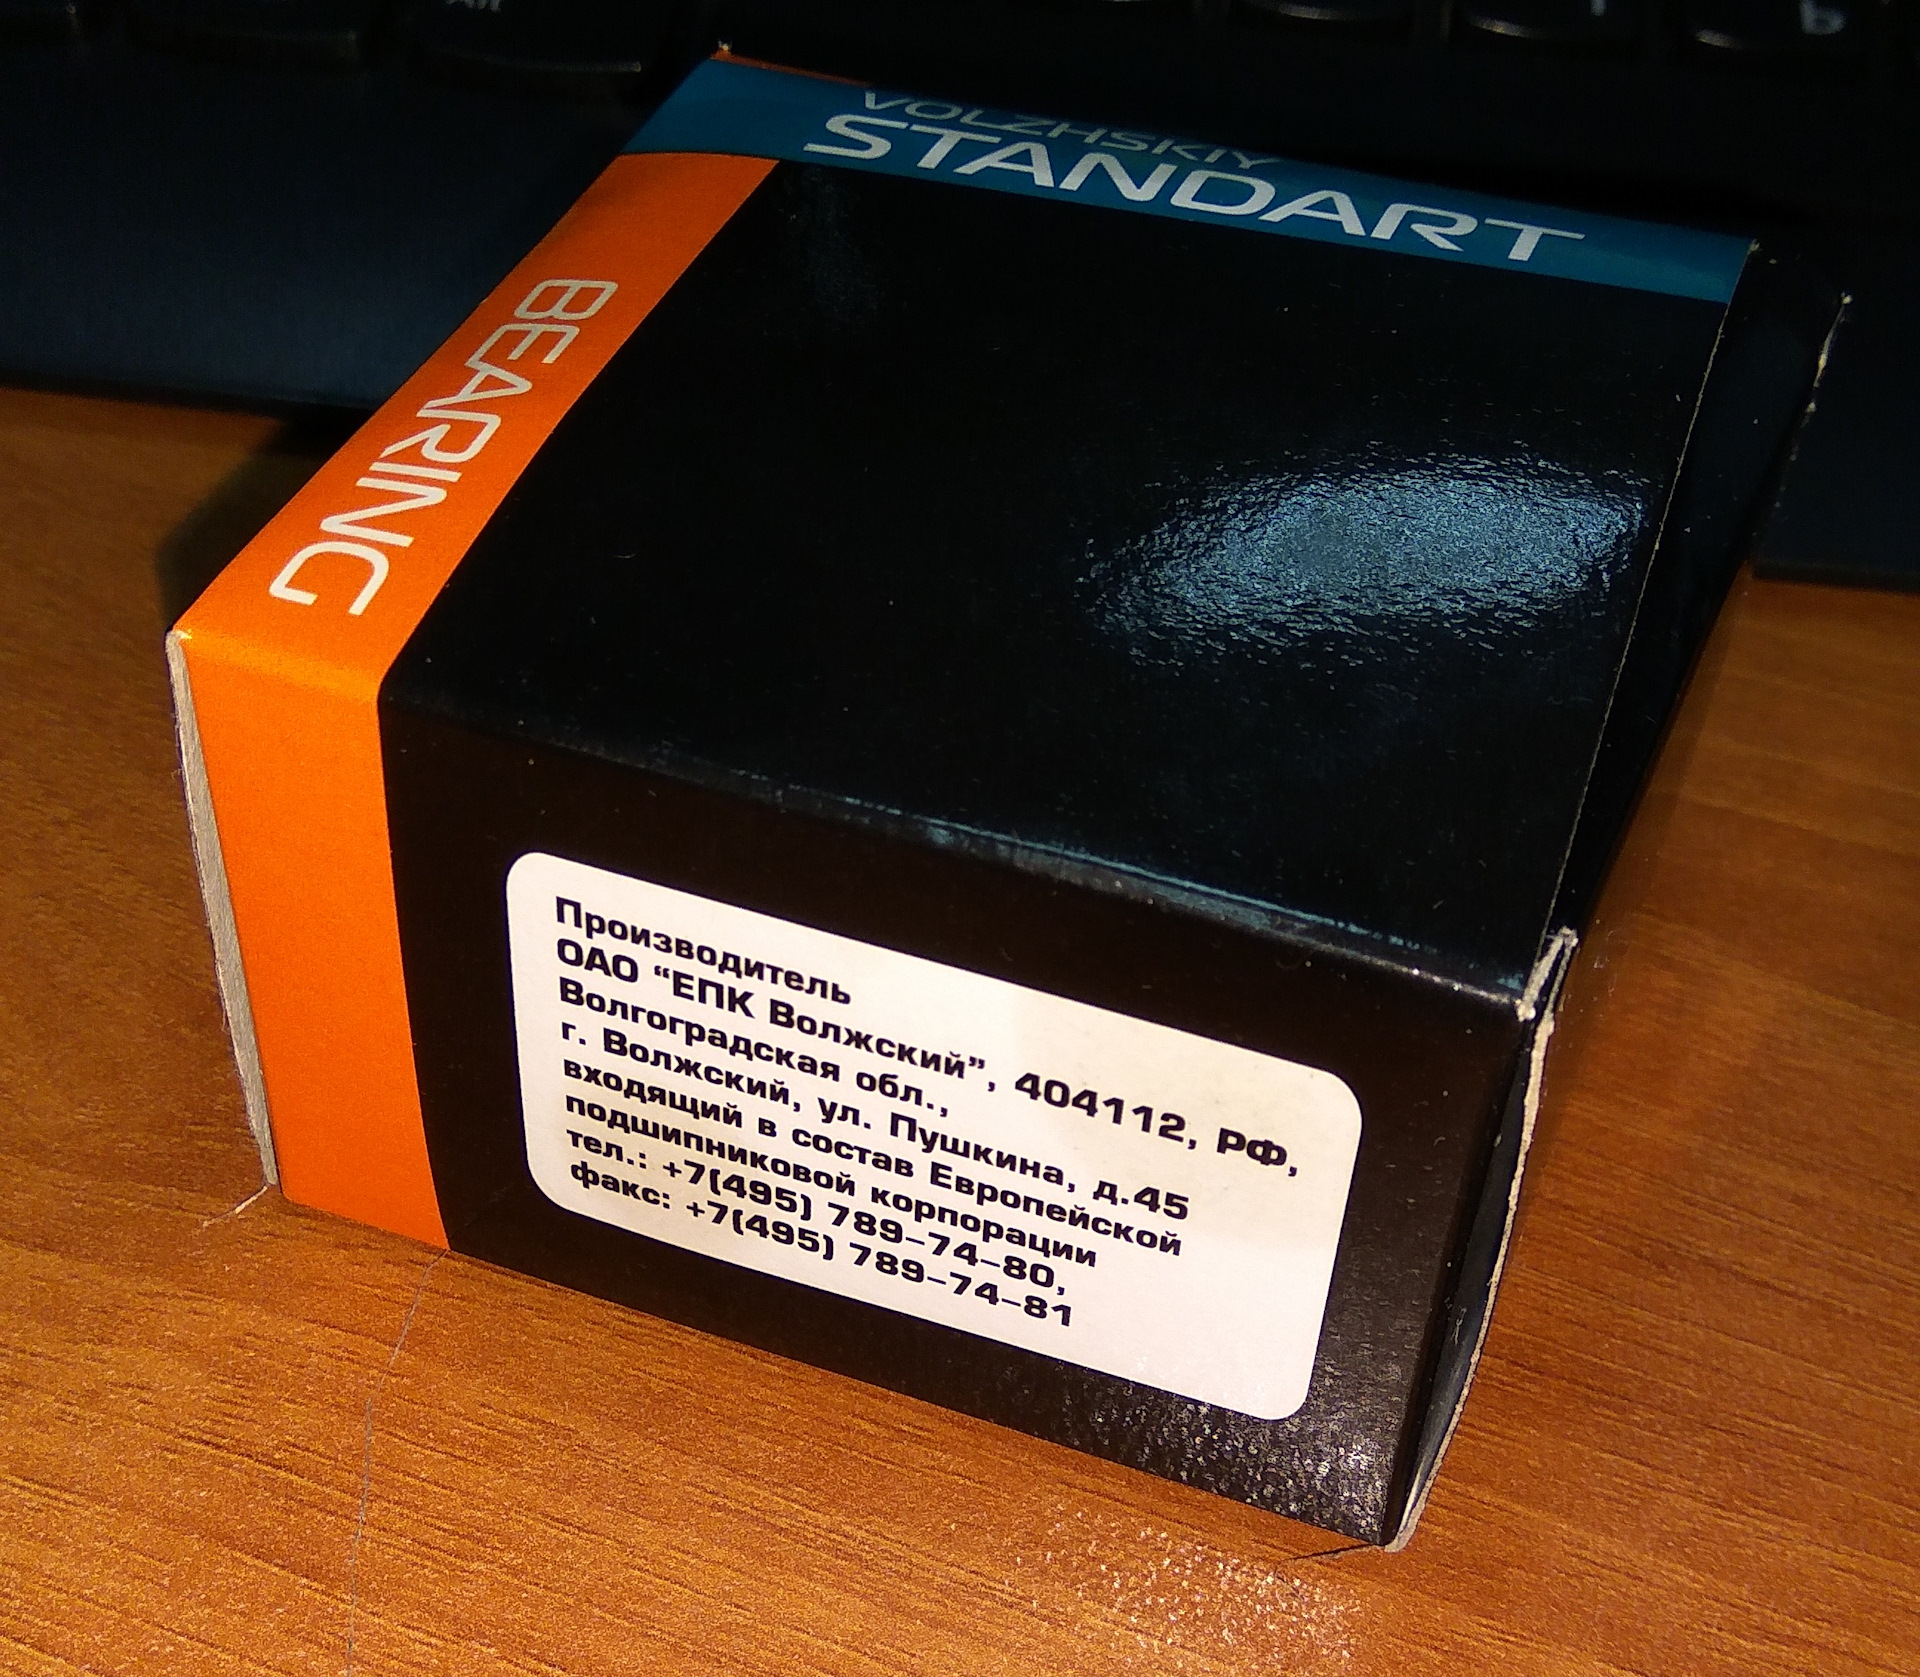 VOLZHSKIY
STANDART
BEARING
Производитель
ОАО “ЕПК Волжский”, 404112, РФ,
Волгоградская обл.,
г. Волжский, ул. Пушкина, д.45
входящий в состав Европейской
подшипниковой корпорации
тел.: +7(495) 789-74-80,
факс: +7(495) 789-74-81